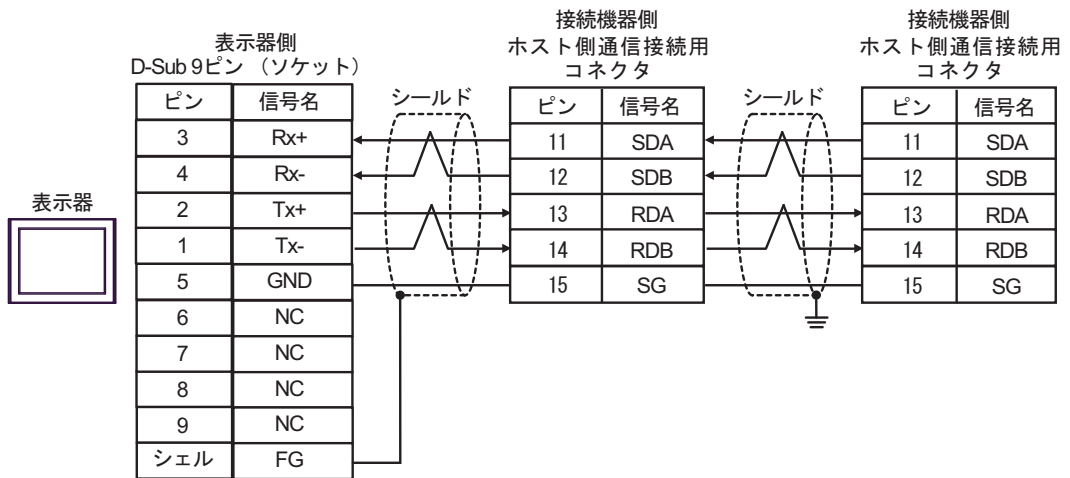 表示器
表示器側
D-Sub 9ピン （ソケット）
ピン 信号名
3 Rx+
4 Rx-
2 Tx+
1 Tx-
5 GND
6 NC
7 NC
8 NC
9 NC
シェル FG
シールド
接続機器側
ホスト側通信接続用
コネクタ
ピン 信号名
11 SDA
12 SDB
13 RDA
14 RDB
15 SG
シールド
接続機器側
ホスト側通信接続用
コネクタ
ピン 信号名
11 SDA
12 SDB
13 RDA
14 RDB
15 SG